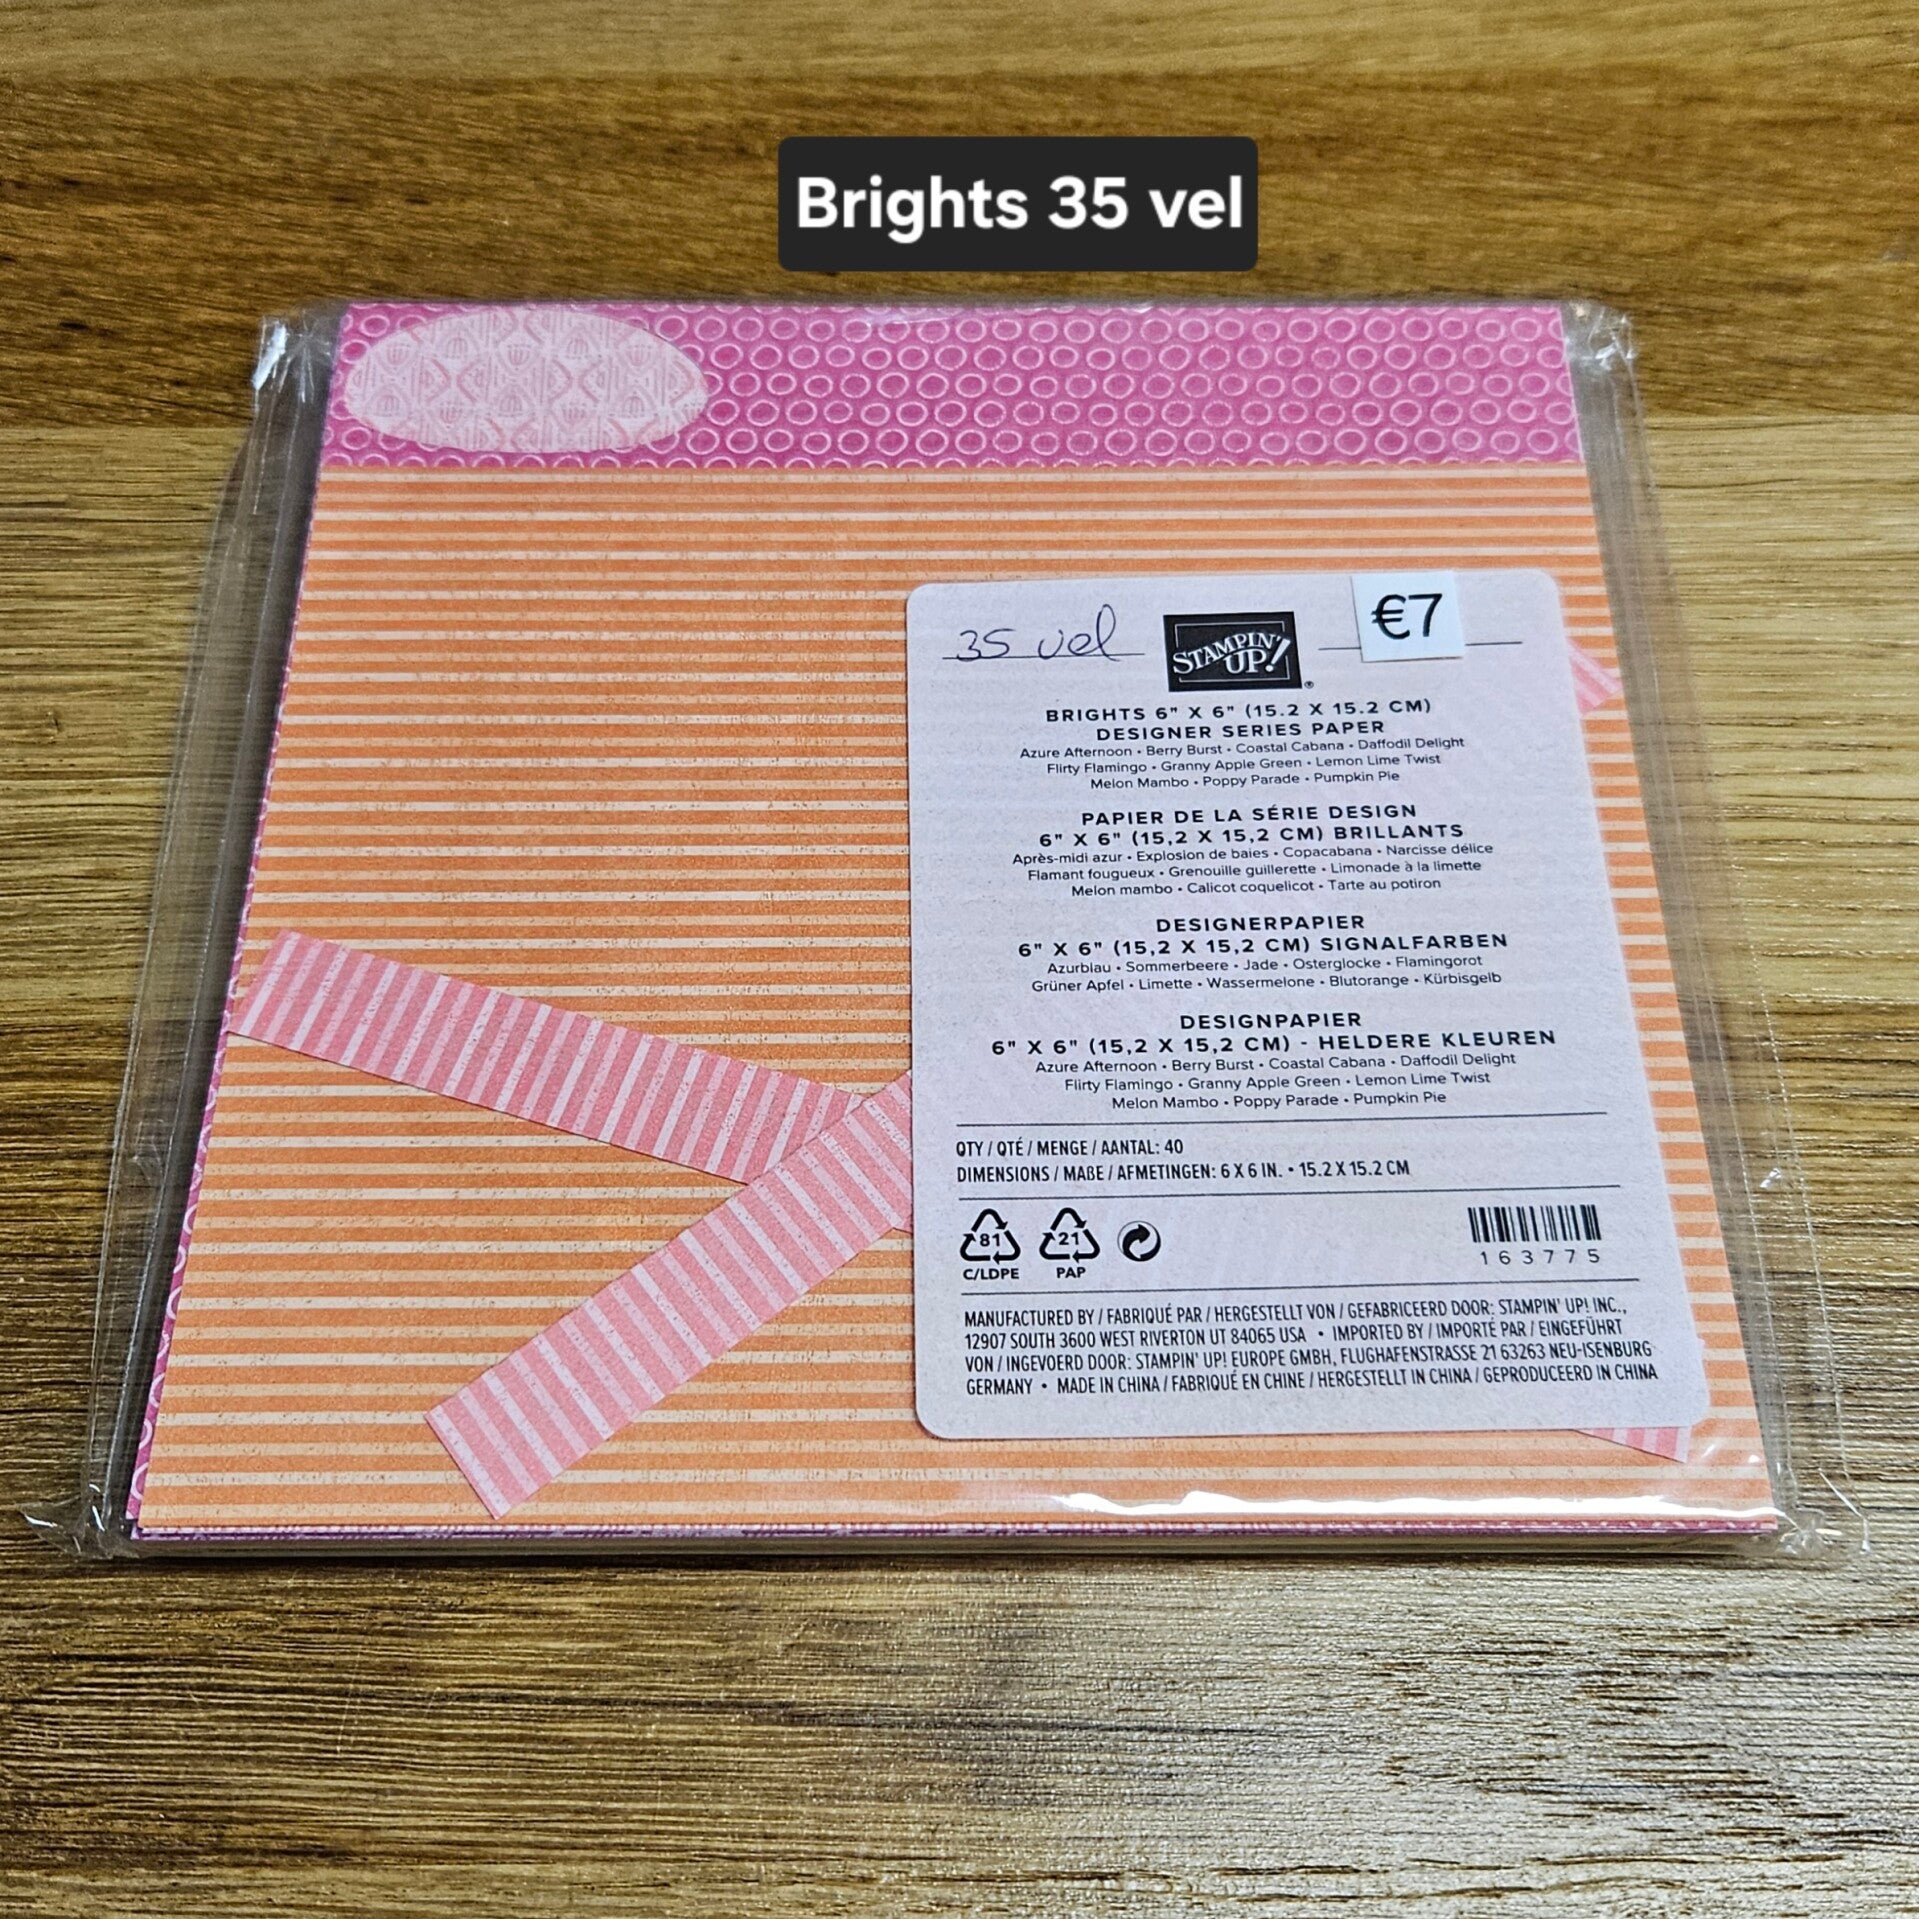 Brights 35 vel
35 vel
STAMPIN' UP!®
€7
BRIGHTS 6" X 6" (15.2 X 15.2 CM)
DESIGNER SERIES PAPER
Azure Afternoon • Berry Burst • Coastal Cabana • Daffodil Delight
Flirty Flamingo • Granny Apple Green • Lemon Lime Twist
Melon Mambo • Poppy Parade • Pumpkin Pie
PAPIER DE LA SÉRIE DESIGN
6" X 6" (15,2 X 15,2 CM) BRILLANTS
Après-midi azur • Explosion de baies • Copacabana • Narcisse délice
Flamant fougueux • Grenouille guillerette • Limonade à la limette
Melon mambo • Calicot coquelicot • Tarte au potiron
DESIGNERPAPIER
6" X 6" (15,2 X 15,2 CM) SIGNALFARBEN
Azurblau • Sommerbeere • Jade • Osterglocke • Flamingorot
Grüner Apfel • Limette • Wassermelone • Blutorange • Kürbisgelb
DESIGNPAPIER
6" X 6" (15,2 X 15,2 CM) - HELDERE KLEUREN
Azure Afternoon • Berry Burst • Coastal Cabana • Daffodil Delight
Flirty Flamingo • Granny Apple Green • Lemon Lime Twist
Melon Mambo • Poppy Parade • Pumpkin Pie
QTY / QTÉ / MENGE / AANTAL: 40
DIMENSIONS / MAßE / AFMETINGEN: 6 X 6 IN. • 15.2 X 15.2 CM
81 21
C/LDPE PAP
163775
MANUFACTURED BY / FABRIQUÉ PAR / HERGESTELLT VON / GEFABRICEERD DOOR: STAMPIN' UP! INC.,
12907 SOUTH 3600 WEST RIVERTON UT 84065 USA • IMPORTED BY / IMPORTÉ PAR / EINGEFÜHRT
VON / INGEVOERD DOOR: STAMPIN' UP! EUROPE GMBH, FLUGHAFENSTRASSE 21 63263 NEU-ISENBURG
GERMANY • MADE IN CHINA / FABRIQUÉ EN CHINE / HERGESTELLT IN CHINA / GEPRODUCEERD IN CHINA